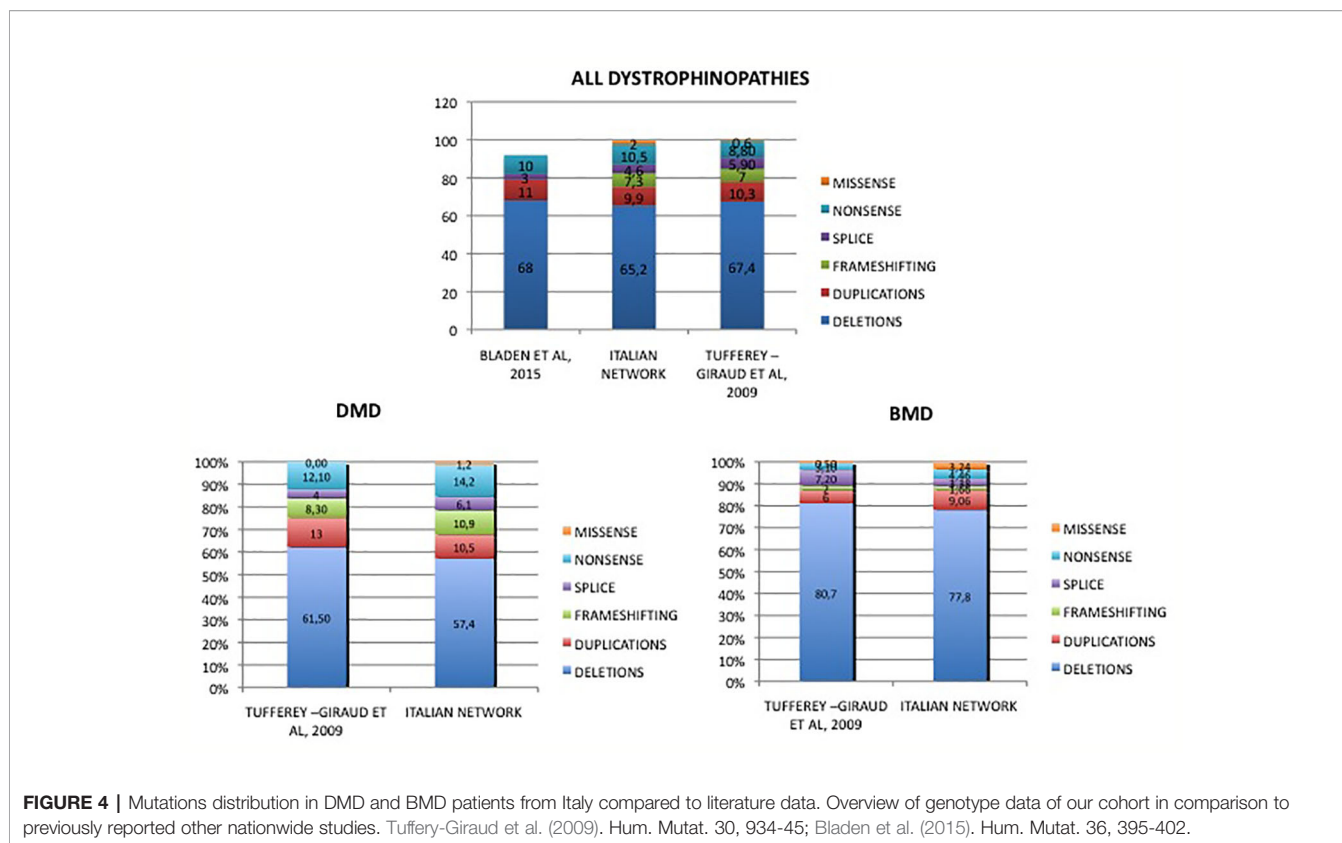 ALL DYSTROPHINOPATHIES
120
100
80
60
40
20
0
10
3
11
68
2
10,5
4,6
7,3
9,9
65,2
0,6
8,80
5,90
7
10,3
67,4
BLADEN ET AL,
2015
ITALIAN
NETWORK
TUFFEREY –
GIRAUD ET AL,
2009
MISSENSE
NONSENSE
SPLICE
FRAMESHIFTING
DUPLICATIONS
DELETIONS
DMD
100%
90%
80%
70%
60%
50%
40%
30%
20%
10%
0%
0,00
12,10
4
8,30
13
61,50
1,2
14,2
6,1
10,9
10,5
57,4
TUFFEREY –GIRAUD ET
AL, 2009
ITALIAN NETWORK
MISSENSE
NONSENSE
SPLICE
FRAMESHIFTING
DUPLICATIONS
DELETIONS
BMD
100%
90%
80%
70%
60%
50%
40%
30%
20%
10%
0%
0,50
7,20
2
6
80,7
3,24
1,66
9,06
77,8
TUFFEREY –GIRAUD
ET AL, 2009
ITALIAN NETWORK
MISSENSE
NONSENSE
SPLICE
FRAMESHIFTING
DUPLICATIONS
DELETIONS
FIGURE 4 | Mutations distribution in DMD and BMD patients from Italy compared to literature data. Overview of genotype data of our cohort in comparison to
previously reported other nationwide studies. Tuffery-Giraud et al. (2009). Hum. Mutat. 30, 934-45; Bladen et al. (2015). Hum. Mutat. 36, 395-402.